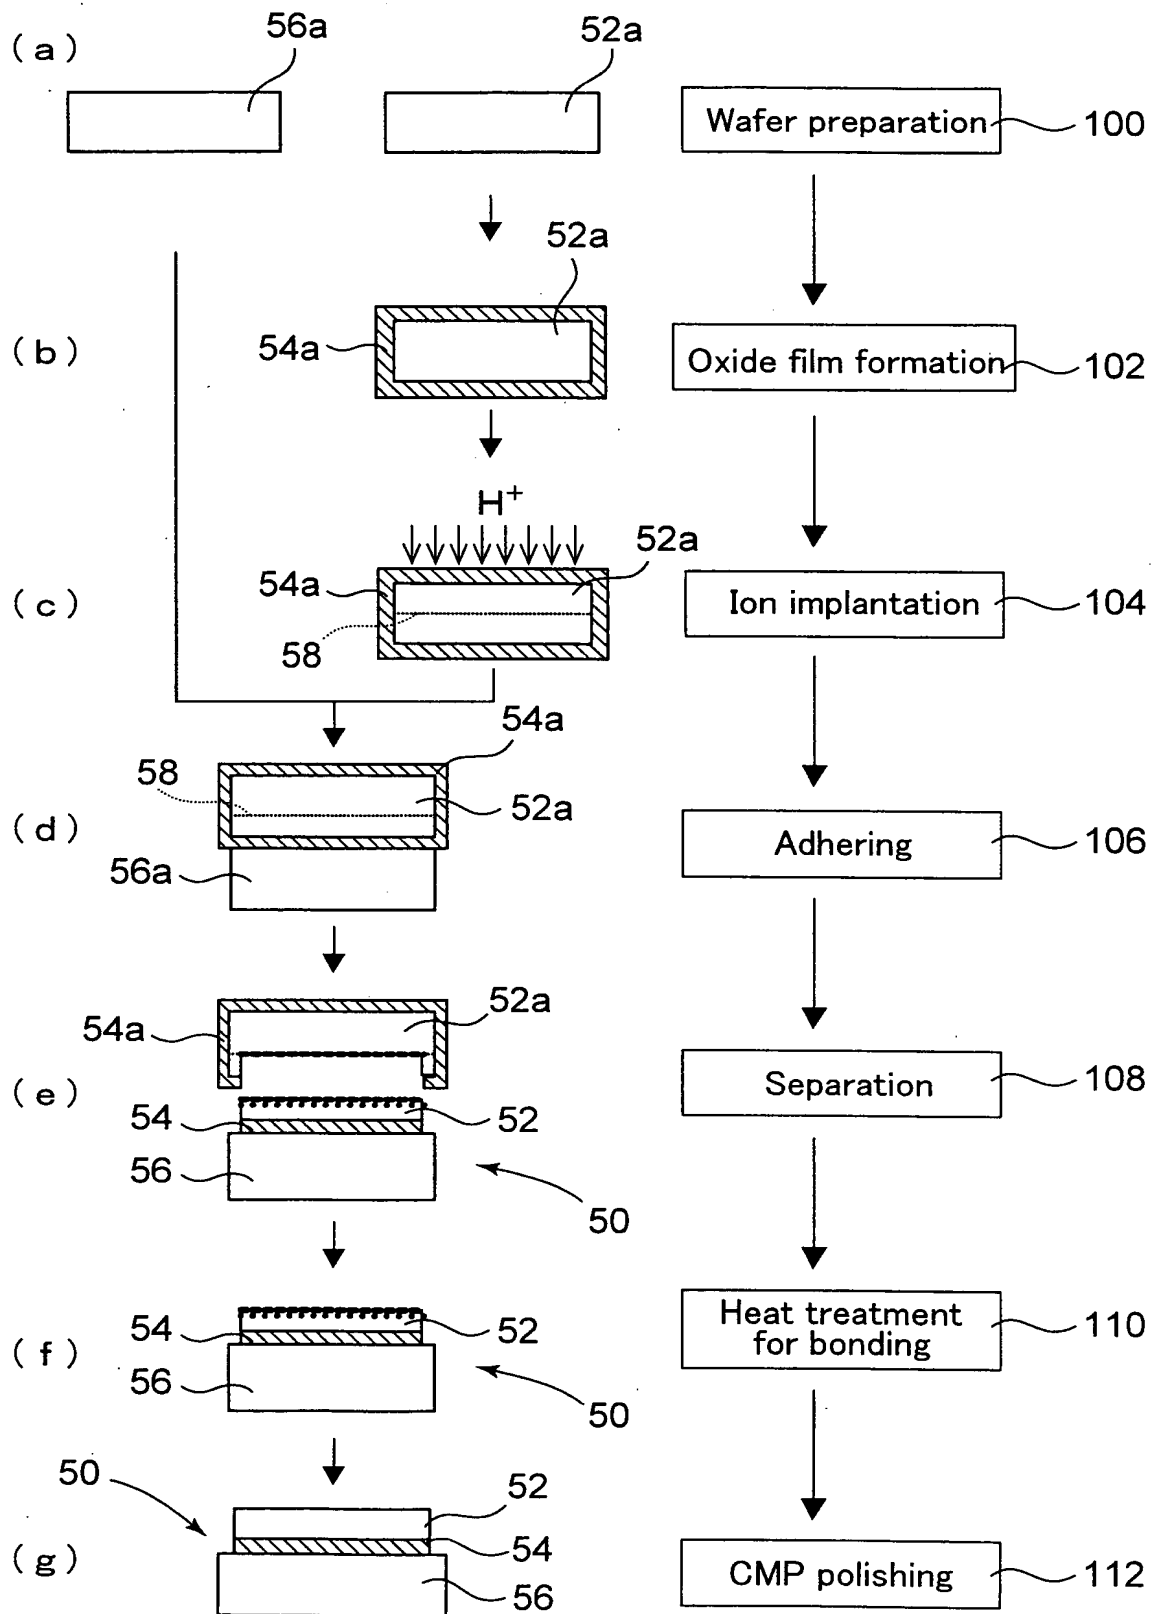 (a)
56a
52a
Wafer preparation
100
52a
(b)
54a
Oxide film formation
102
H+
52a
(c)
54a
58
Ion implantation
104
54a
58
52a
(d)
56a
Adhering
106
52a
54a
(e)
54
52
56
50
Separation
108
54
52
(f)
56
50
Heat treatment
for bonding
110
50
52
54
(g)
56
CMP polishing
112